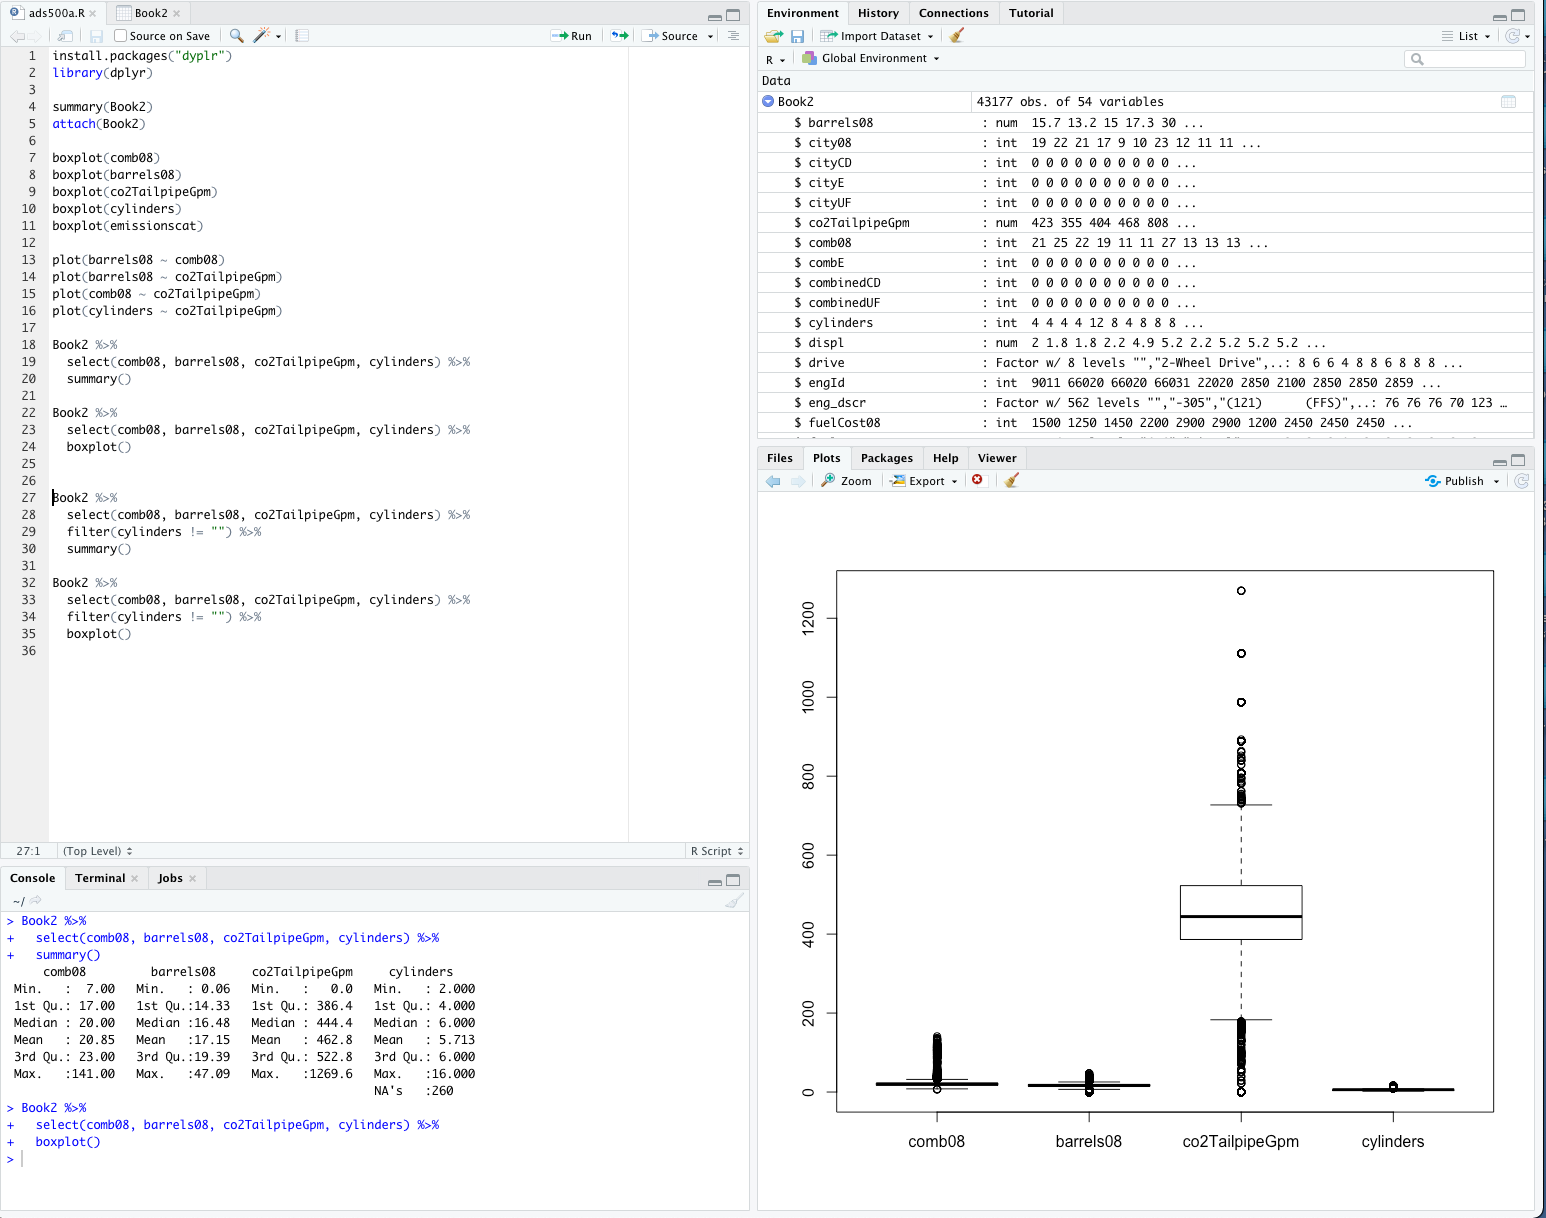 ads500a.R
Book2
Source on Save
Run
Source
1 install.packages("dyplr")
2 library(dplyr)
3
4 summary(Book2)
5 attach(Book2)
6
7 boxplot(comb08)
8 boxplot(barrels08)
9 boxplot(co2TailpipeGpm)
10 boxplot(cylinders)
11 boxplot(emissionscat)
12
13 plot(barrels08 ~ comb08)
14 plot(barrels08 ~ co2TailpipeGpm)
15 plot(comb08 ~ co2TailpipeGpm)
16 plot(cylinders ~ co2TailpipeGpm)
17
18 Book2 %>%
19   select(comb08, barrels08, co2TailpipeGpm, cylinders) %>%
20   summary()
21
22 Book2 %>%
23   select(comb08, barrels08, co2TailpipeGpm, cylinders) %>%
24   boxplot()
25
26
27 Book2 %>%
28   select(comb08, barrels08, co2TailpipeGpm, cylinders) %>%
29   filter(cylinders != "") %>%
30   summary()
31
32 Book2 %>%
33   select(comb08, barrels08, co2TailpipeGpm, cylinders) %>%
34   filter(cylinders != "") %>%
35   boxplot()
36
27:1 (Top Level) R Script
Console Terminal Jobs
~/
> Book2 %>%
+   select(comb08, barrels08, co2TailpipeGpm, cylinders) %>%
+   summary()
comb08 barrels08 co2TailpipeGpm cylinders
Min.   :  7.00 Min.   : 0.06 Min.   :   0.0 Min.   : 2.000
1st Qu.: 17.00 1st Qu.:14.33 1st Qu.: 386.4 1st Qu.: 4.000
Median : 20.00 Median :16.48 Median : 444.4 Median : 6.000
Mean   : 20.85 Mean   :17.15 Mean   : 462.8 Mean   : 5.713
3rd Qu.: 23.00 3rd Qu.:19.39 3rd Qu.: 522.8 3rd Qu.: 6.000
Max.   :141.00 Max.   :47.09 Max.   :1269.6 Max.   :16.000
NA's   :260
> Book2 %>%
+   select(comb08, barrels08, co2TailpipeGpm, cylinders) %>%
+   boxplot()
>
Environment History Connections Tutorial
Import Dataset List
R Global Environment
Data
Book2 43177 obs. of 54 variables
$ barrels08 : num 15.7 13.2 15 17.3 30 ...
$ city08 : int 19 22 21 17 9 10 23 12 11 11 ...
$ cityCD : int 0 0 0 0 0 0 0 0 0 0 ...
$ cityE : int 0 0 0 0 0 0 0 0 0 0 ...
$ cityUF : int 0 0 0 0 0 0 0 0 0 0 ...
$ co2TailpipeGpm : num 423 355 404 468 808 ...
$ comb08 : int 21 25 22 19 11 11 27 13 13 13 ...
$ combE : int 0 0 0 0 0 0 0 0 0 0 ...
$ combinedCD : int 0 0 0 0 0 0 0 0 0 0 ...
$ combinedUF : int 0 0 0 0 0 0 0 0 0 0 ...
$ cylinders : int 4 4 4 4 12 8 4 8 8 8 ...
$ displ : num 2 1.8 1.8 2.2 4.9 5.2 2.2 5.2 5.2 5.2 ...
$ drive : Factor w/ 8 levels "","2-Wheel Drive",..: 8 6 6 4 8 8 6 8 8 8 ...
$ engId : int 9011 66020 66020 66031 22020 2850 2100 2850 2850 2859 ...
$ eng_dscr : Factor w/ 562 levels "","-305","(121)      (FFS)",..: 76 76 76 70 123 …
$ fuelCost08 : int 1500 1250 1450 2200 2900 2900 1200 2450 2450 2450 ...
Files Plots Packages Help Viewer
Zoom Export Publish
1200
1000
800
600
400
200
0
comb08 barrels08 co2TailpipeGpm cylinders